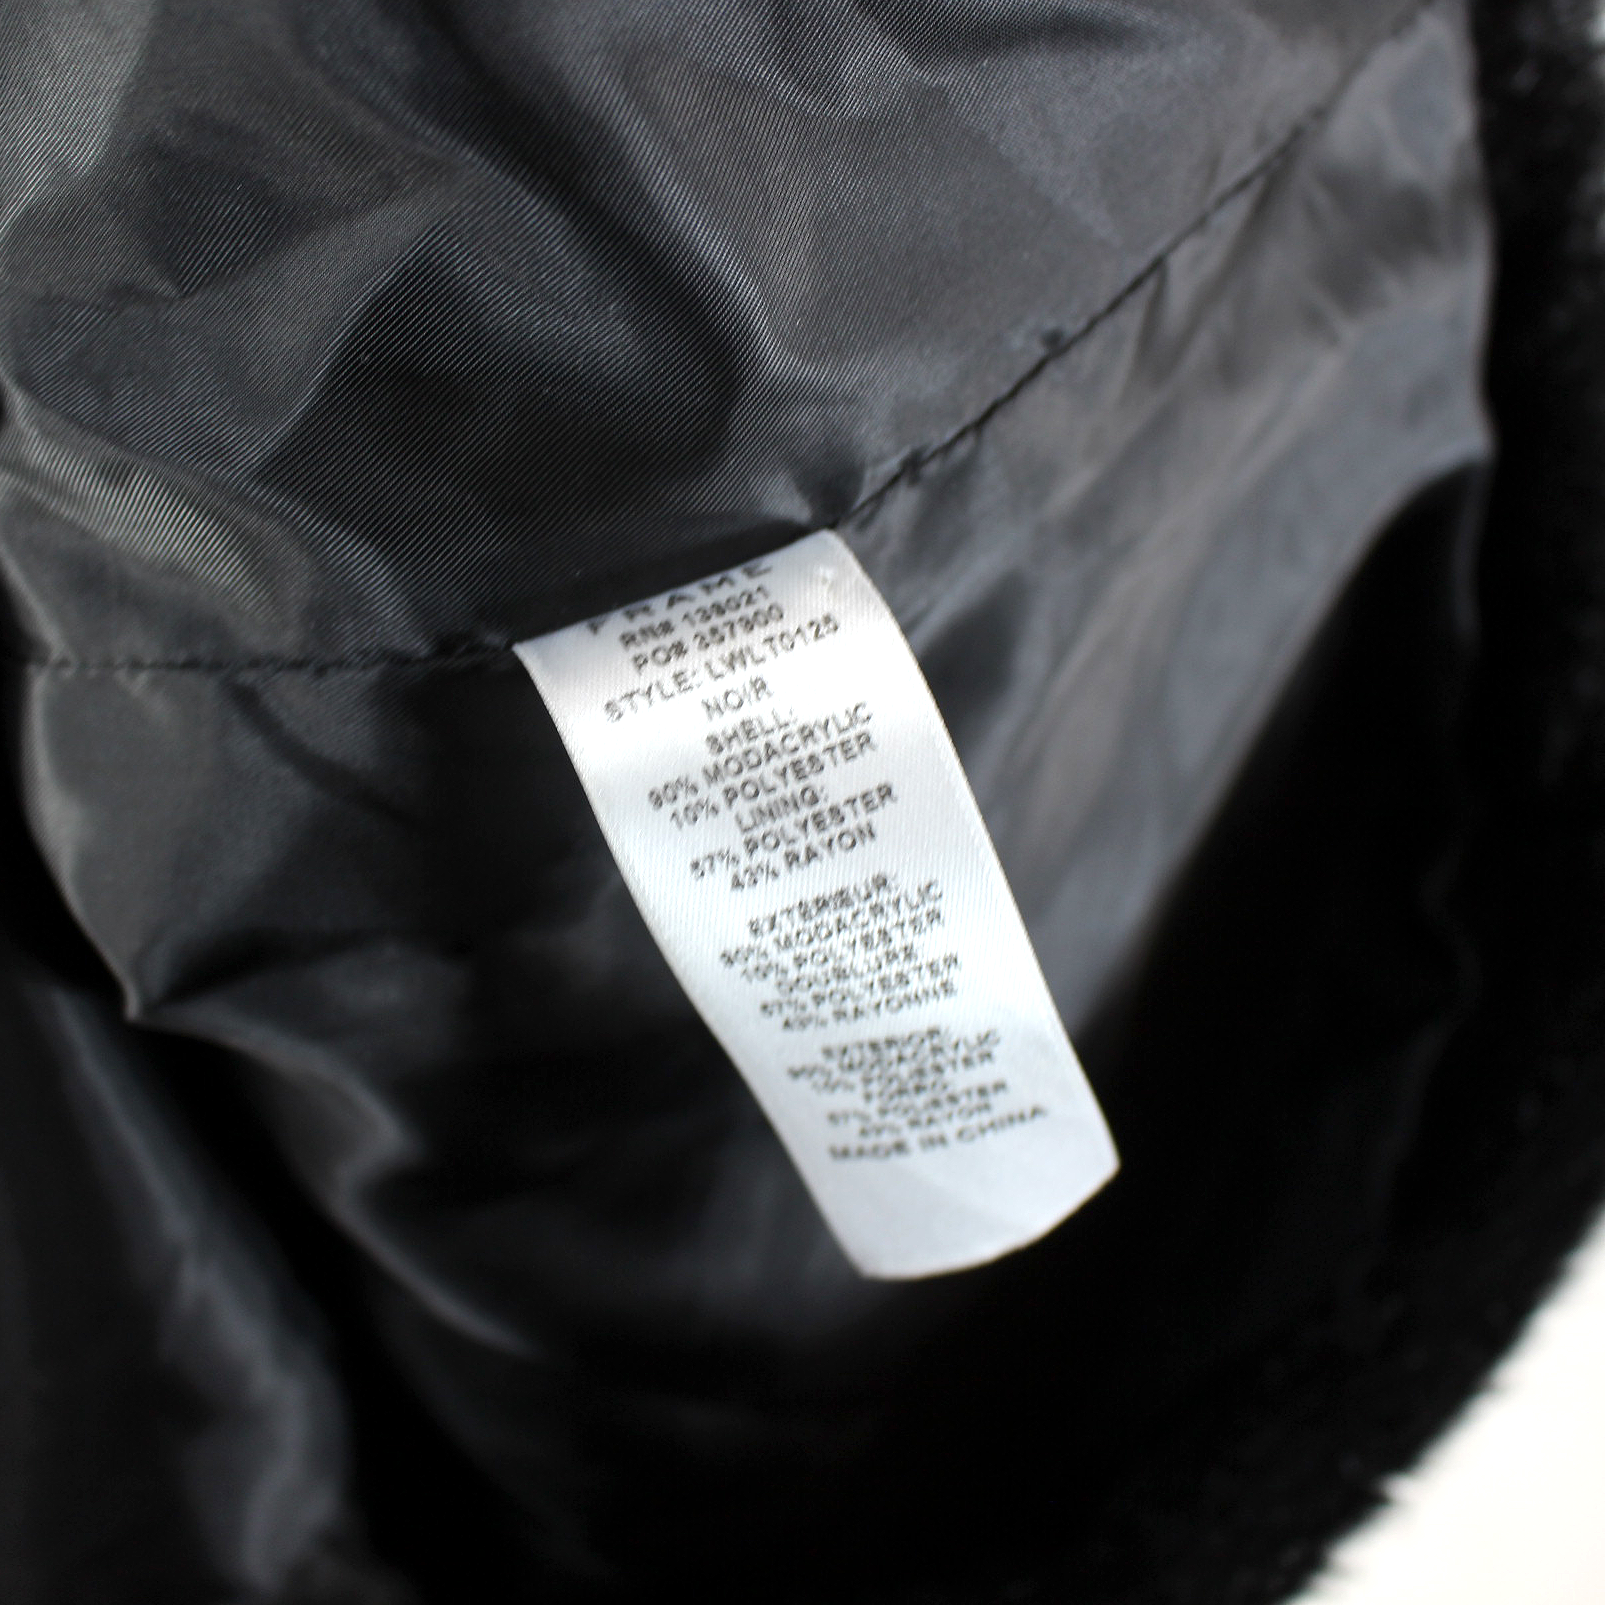 FRAME
RN# 138021
PO# 357900
STYLE: LWLT0125
NOIR
SHELL:
90% MODACRYLIC
10% POLYESTER
LINING:
57% POLYESTER
43% RAYON
EXTERIEUR:
90% MODACRYLIC
10% POLYESTER
DOUBLURE
57% POLYESTER
43% RAYONNE
EXTERIOR:
90% MODACRYLIC
10% POLYESTER
FORRO:
57% POLYESTER
43% RAYON
MADE IN CHINA